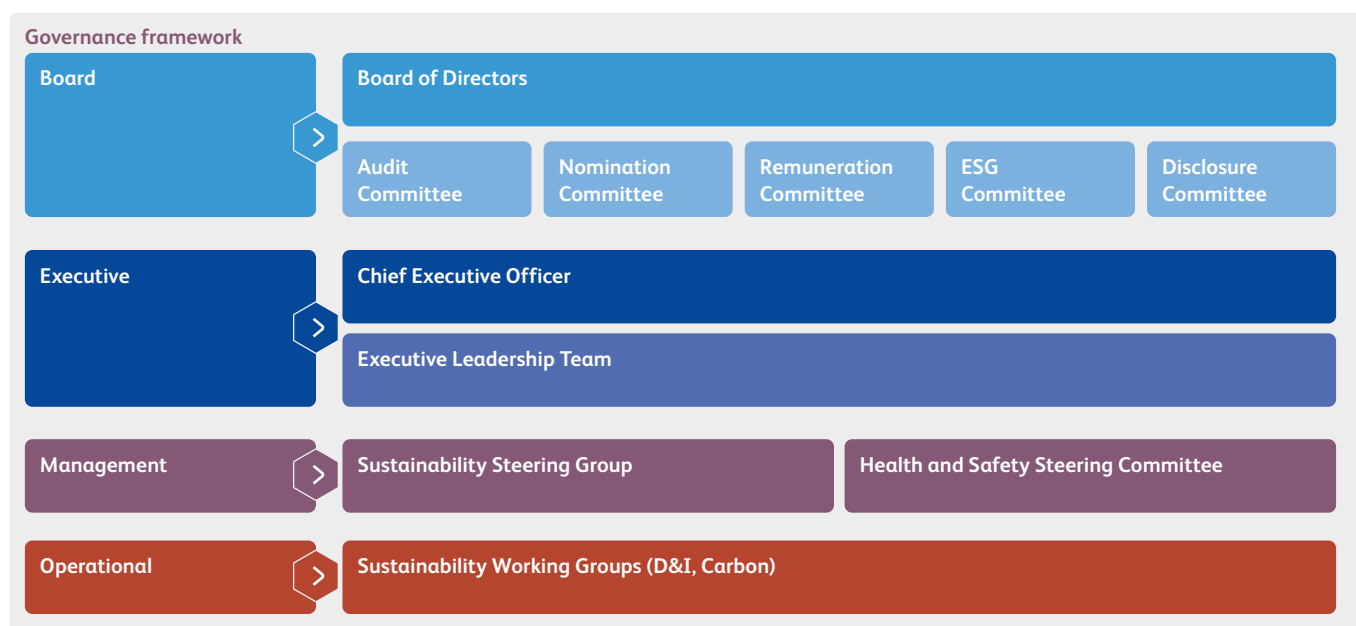 Governance framework
Board
Board of Directors
Audit
Committee
Nomination
Committee
Remuneration
Committee
ESG
Committee
Disclosure
Committee
Executive
Chief Executive Officer
Executive Leadership Team
Management
Sustainability Steering Group
Health and Safety Steering Committee
Operational
Sustainability Working Groups (D&I, Carbon)